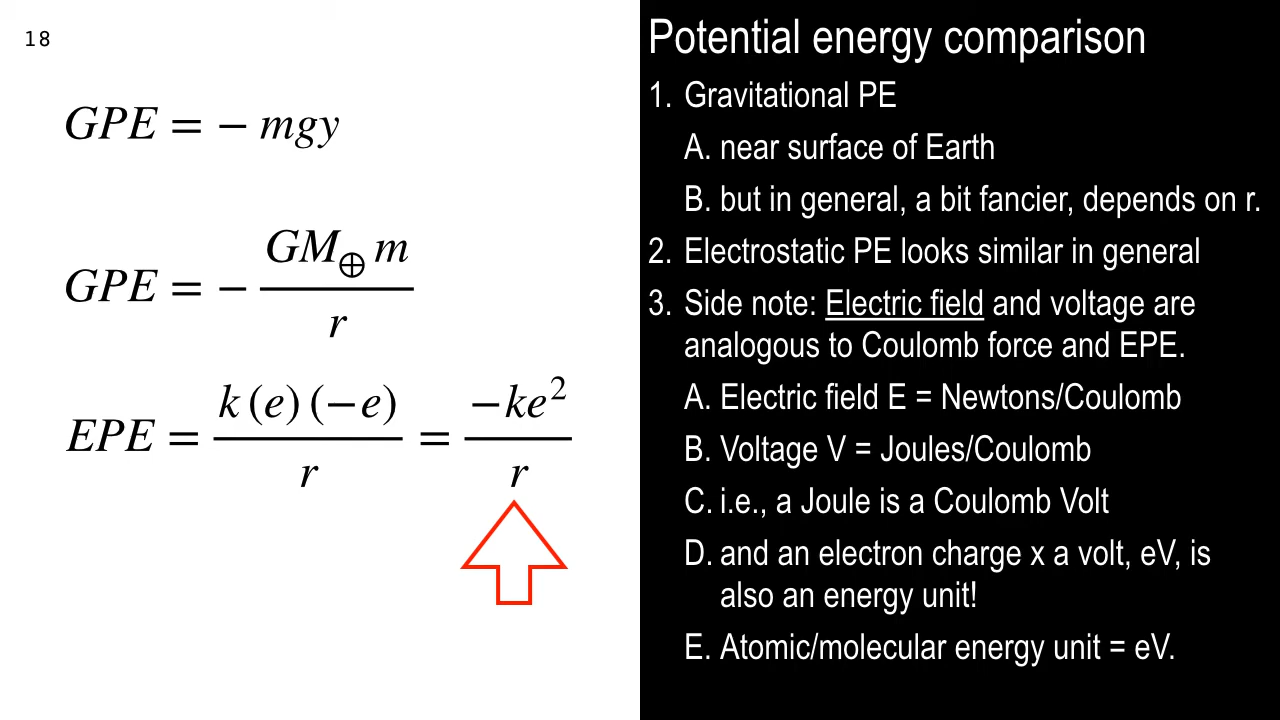 18
GPE = − mgy
GPE = − GM⊕ m / r
EPE = k (e) (−e) / r = −ke² / r
Potential energy comparison
1. Gravitational PE
A. near surface of Earth
B. but in general, a bit fancier, depends on r.
2. Electrostatic PE looks similar in general
3. Side note: Electric field and voltage are
analogous to Coulomb force and EPE.
A. Electric field E = Newtons/Coulomb
B. Voltage V = Joules/Coulomb
C. i.e., a Joule is a Coulomb Volt
D. and an electron charge x a volt, eV, is
also an energy unit!
E. Atomic/molecular energy unit = eV.